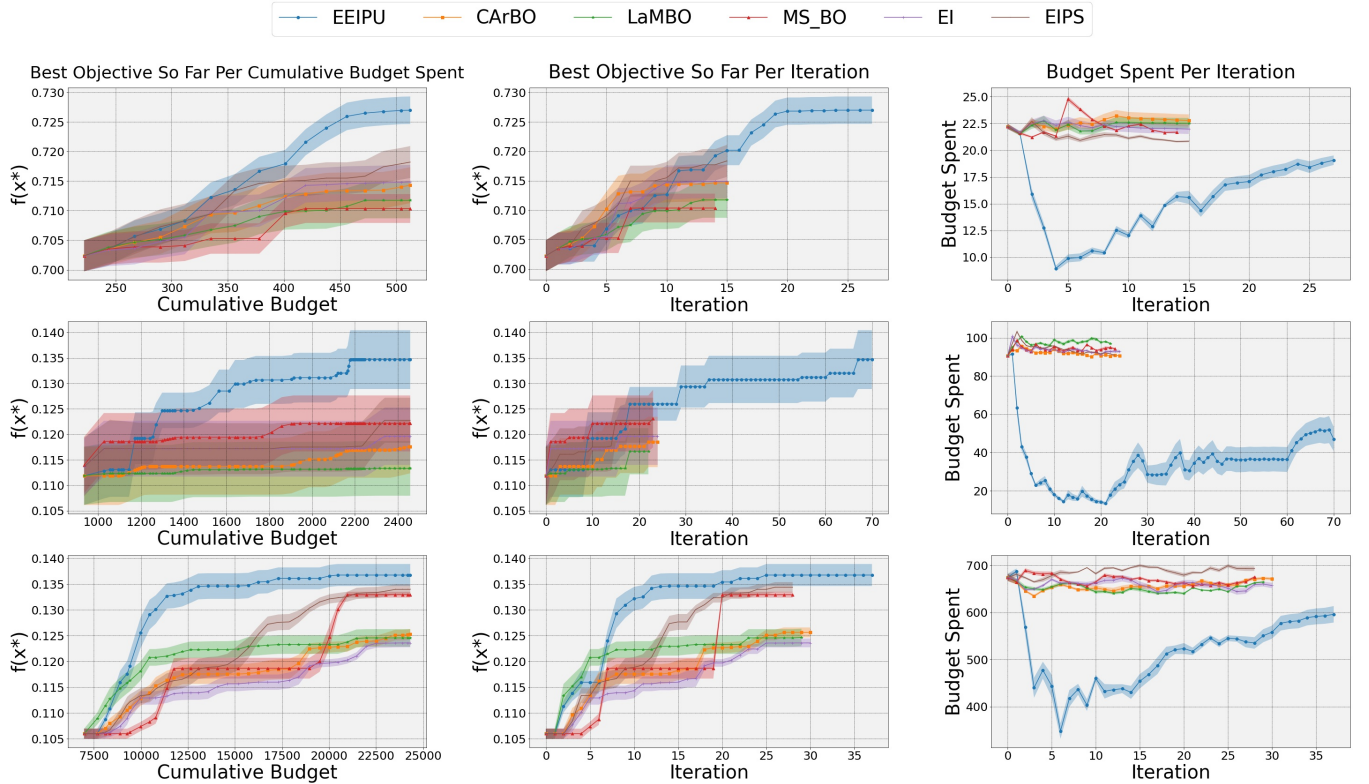 EEIPU CArBO LaMBO MS_BO EI EIPS
Best Objective So Far Per Cumulative Budget Spent
0.730
0.725
0.720
0.715
0.710
0.705
0.700
f(x*)
250 300 350 400 450 500
Cumulative Budget
Best Objective So Far Per Iteration
0.730
0.725
0.720
0.715
0.710
0.705
0.700
f(x*)
0 5 10 15 20 25
Iteration
Budget Spent Per Iteration
25.0
22.5
20.0
17.5
15.0
12.5
10.0
Budget Spent
0 5 10 15 20 25
Iteration
0.140
0.135
0.130
0.125
0.120
0.115
0.110
0.105
f(x*)
1000 1200 1400 1600 1800 2000 2200 2400
Cumulative Budget
0.140
0.135
0.130
0.125
0.120
0.115
0.110
0.105
f(x*)
0 10 20 30 40 50 60 70
Iteration
100
80
60
40
20
Budget Spent
0 10 20 30 40 50 60 70
Iteration
0.140
0.135
0.130
0.125
0.120
0.115
0.110
0.105
f(x*)
7500 10000 12500 15000 17500 20000 22500 25000
Cumulative Budget
0.140
0.135
0.130
0.125
0.120
0.115
0.110
0.105
f(x*)
0 5 10 15 20 25 30 35
Iteration
700
600
500
400
Budget Spent
0 5 10 15 20 25 30 35
Iteration